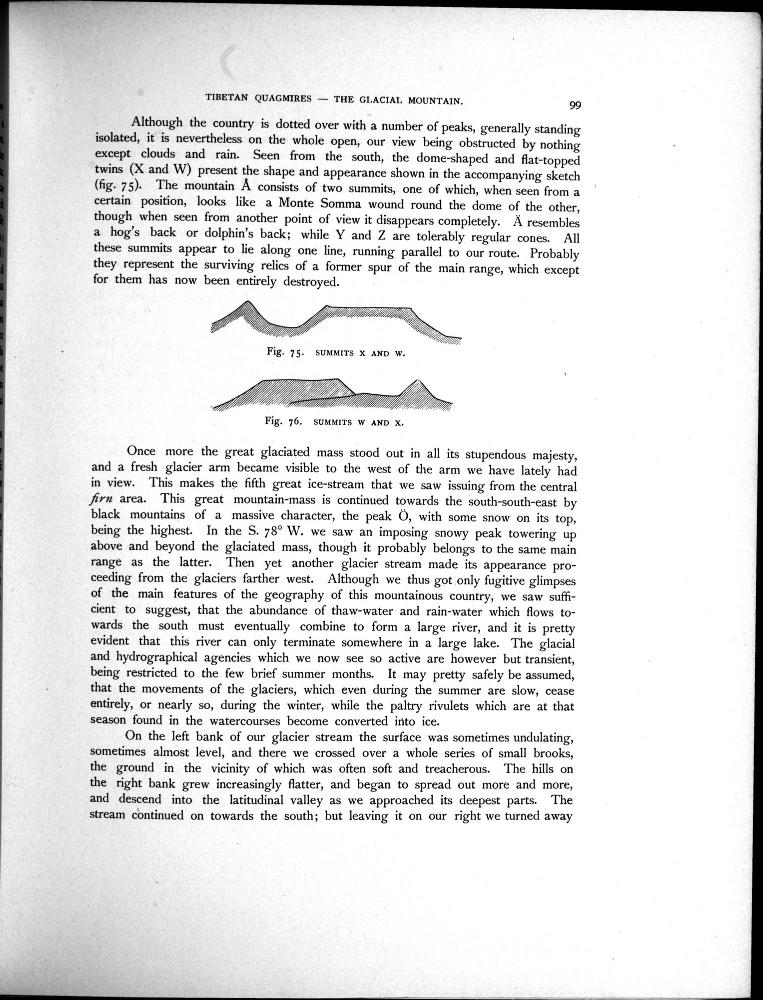 TIBETAN QUAGMIRES — THE GLACIAL MOUNTAIN.
99
Although the country is dotted over with a number of peaks, generally standing
isolated, it is nevertheless on the whole open, our view being obstructed by nothing
except clouds and rain. Seen from the south, the dome-shaped and flat-topped
twins (X and W) present the shape and appearance shown in the accompanying sketch
(fig. 75). The mountain Å consists of two summits, one of which, when seen from a
certain position, looks like a Monte Somma wound round the dome of the other,
though when seen from another point of view it disappears completely. Ä resembles
a hog's back or dolphin's back; while Y and Z are tolerably regular cones. All
these summits appear to lie along one line, running parallel to our route. Probably
they represent the surviving relics of a former spur of the main range, which except
for them has now been entirely destroyed.
Fig. 75. SUMMITS X AND W.
Fig. 76. SUMMITS W AND X.
Once more the great glaciated mass stood out in all its stupendous majesty,
and a fresh glacier arm became visible to the west of the arm we have lately had
in view. This makes the fifth great ice-stream that we saw issuing from the central
firn area. This great mountain-mass is continued towards the south-south-east by
black mountains of a massive character, the peak Ö, with some snow on its top,
being the highest. In the S. 78° W. we saw an imposing snowy peak towering up
above and beyond the glaciated mass, though it probably belongs to the same main
range as the latter. Then yet another glacier stream made its appearance pro-
ceeding from the glaciers farther west. Although we thus got only fugitive glimpses
of the main features of the geography of this mountainous country, we saw suffi-
cient to suggest, that the abundance of thaw-water and rain-water which flows to-
wards the south must eventually combine to form a large river, and it is pretty
evident that this river can only terminate somewhere in a large lake. The glacial
and hydrographical agencies which we now see so active are however but transient,
being restricted to the few brief summer months. It may pretty safely be assumed,
that the movements of the glaciers, which even during the summer are slow, cease
entirely, or nearly so, during the winter, while the paltry rivulets which are at that
season found in the watercourses become converted into ice.
On the left bank of our glacier stream the surface was sometimes undulating,
sometimes almost level, and there we crossed over a whole series of small brooks,
the ground in the vicinity of which was often soft and treacherous. The hills on
the right bank grew increasingly flatter, and began to spread out more and more,
and descend into the latitudinal valley as we approached its deepest parts. The
stream continued on towards the south; but leaving it on our right we turned away